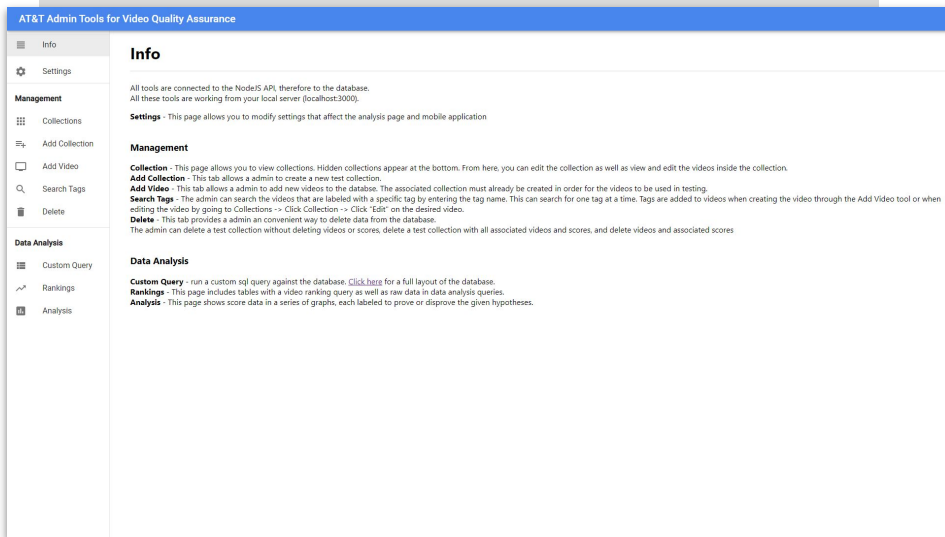 AT&T Admin Tools for Video Quality Assurance
Info
Settings
Management
Collections
Add Collection
Add Video
Search Tags
Delete
Data Analysis
Custom Query
Rankings
Analysis
Info
All tools are connected to the NodeJS API, therefore to the database.
All these tools are working from your local server (localhost:3000).
Settings - This page allows you to modify settings that affect the analysis page and mobile application
Management
Collection - This page allows you to view collections. Hidden collections appear at the bottom. From here, you can edit the collection as well as view and edit the videos inside the collection.
Add Collection - This tab allows a admin to create a new test collection.
Add Video - This tab allows a admin to add new videos to the databse. The associated collection must already be created in order for the videos to be used in testing.
Search Tags - The admin can search the videos that are labeled with a specific tag by entering the tag name. This can search for one tag at a time. Tags are added to videos when creating the video through the Add Video tool or when
editing the video by going to Collections -> Click Collection -> Click "Edit" on the desired video.
Delete - This tab provides a admin an convenient way to delete data from the database.
The admin can delete a test collection without deleting videos or scores, delete a test collection with all associated videos and scores, and delete videos and associated scores
Data Analysis
Custom Query - run a custom sql query against the database. Click here for a full layout of the database.
Rankings - This page includes tables with a video ranking query as well as raw data in data analysis queries.
Analysis - This page shows score data in a series of graphs, each labeled to prove or disprove the given hypotheses.